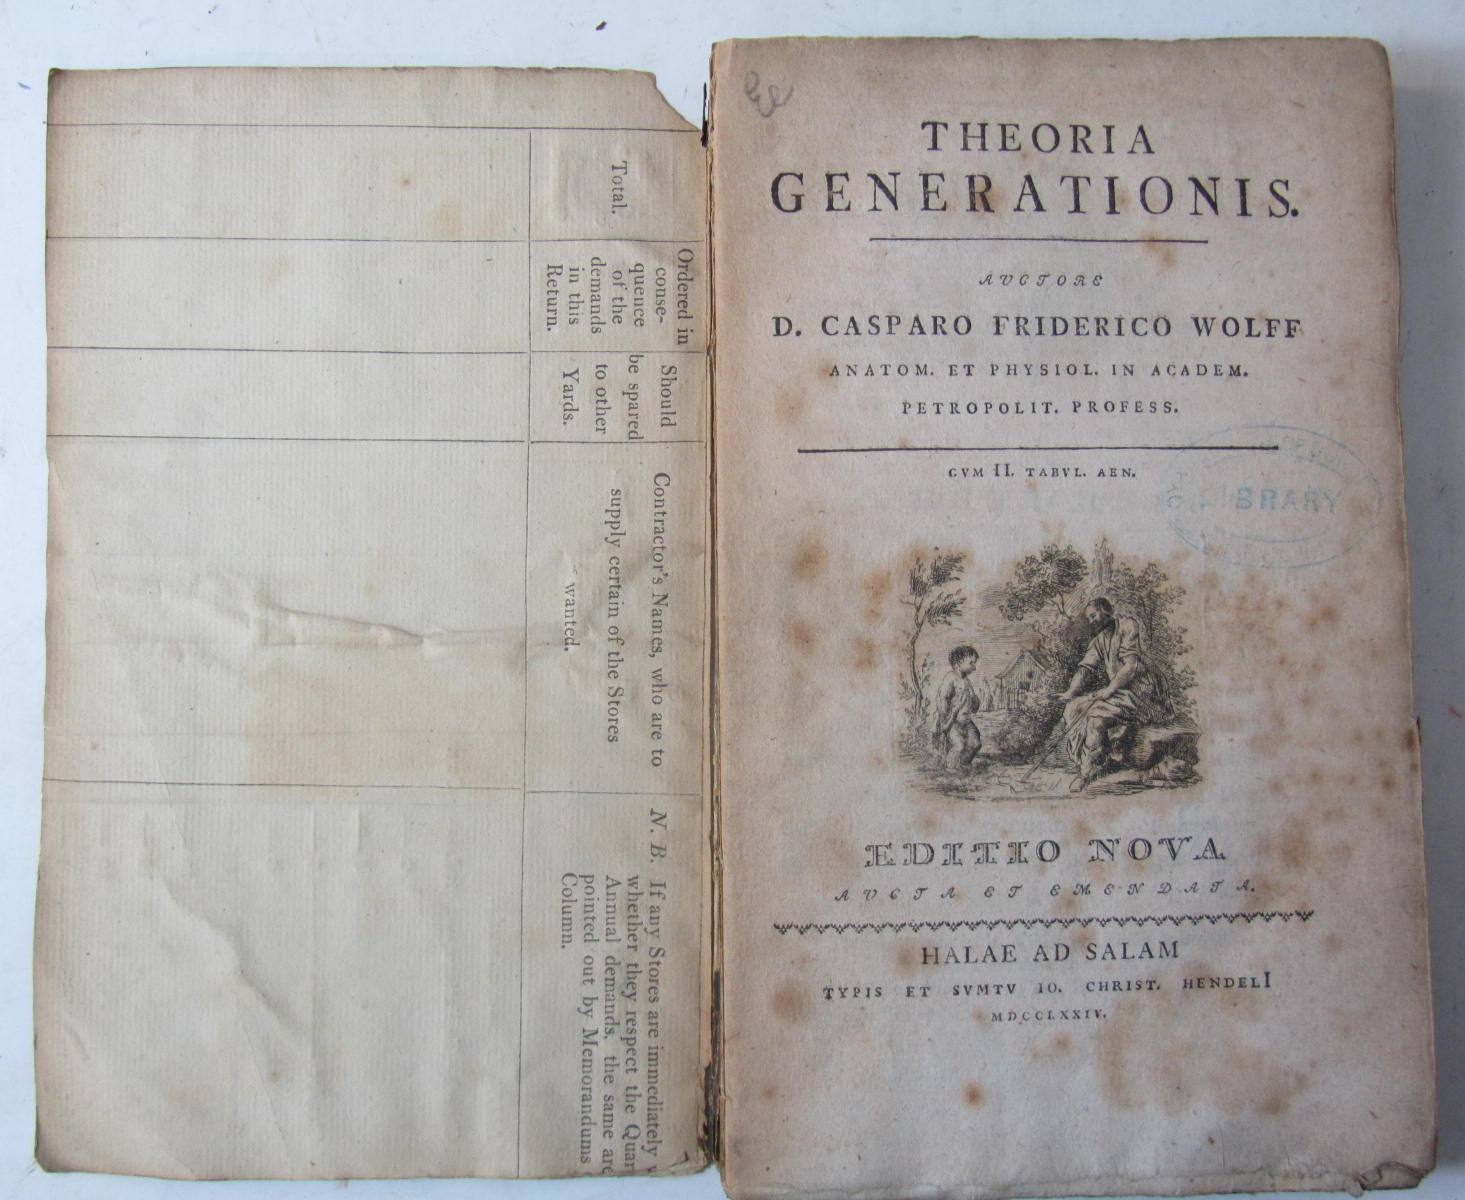 Total.
Ordered in
conse-
quence
of the
demands
in this
Return.
Should
be spared
to other
Yards.
Contractor's Names, who are to
supply certain of the Stores
wanted.
N. B. If any Stores are immediately
whether they respect the Quar
Annual demands, the same are
pointed out by Memorandums
Column.
THEORIA
GENERATIONIS.
AVCTORE
D. CASPARO FRIDERICO WOLFF
ANATOM. ET PHYSIOL. IN ACADEM.
PETROPOLIT. PROFESS.
CVM II. TABVL. AEN.
LIBRARY
EDITIO NOVA
AVCTA ET EMENDATA.
HALAE AD SALAM
TYPIS ET SVMTV IO. CHRIST. HENDELI
MDCCLXXIV.